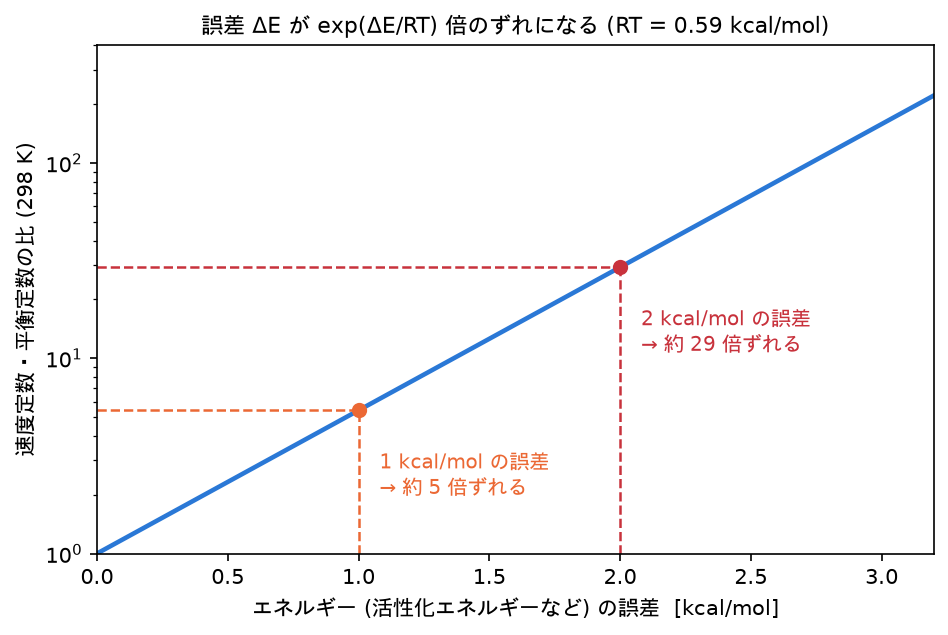 誤差 ΔE が exp(ΔE/RT) 倍のずれになる (RT = 0.59 kcal/mol)
速度定数・平衡定数の比 (298 K)
10²
10¹
10⁰
2 kcal/mol の誤差
→ 約 29 倍ずれる
1 kcal/mol の誤差
→ 約 5 倍ずれる
0.0 0.5 1.0 1.5 2.0 2.5 3.0
エネルギー (活性化エネルギーなど) の誤差 [kcal/mol]